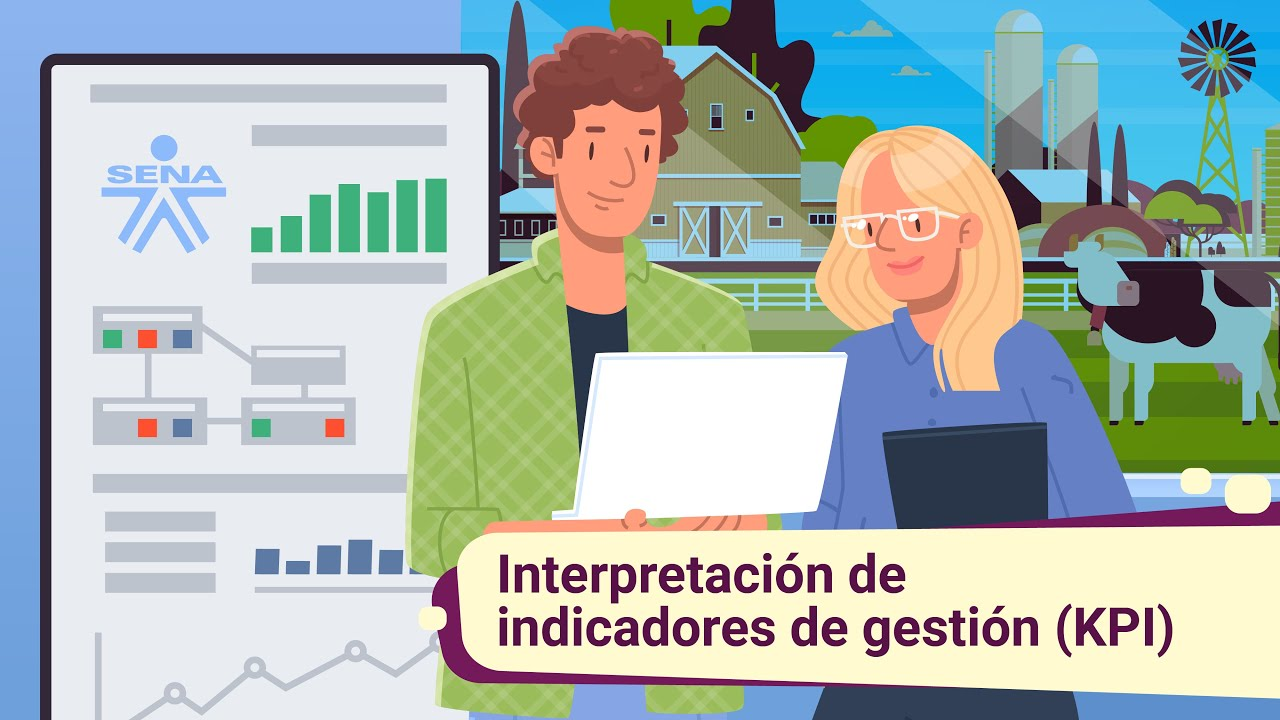 SENA
Interpretación de
indicadores de gestión (KPI)